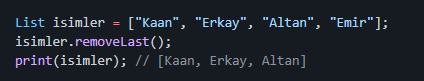 List isimler = ["Kaan", "Erkay", "Altan", "Emir"];
isimler.removeLast();
print(isimler); // [Kaan, Erkay, Altan]